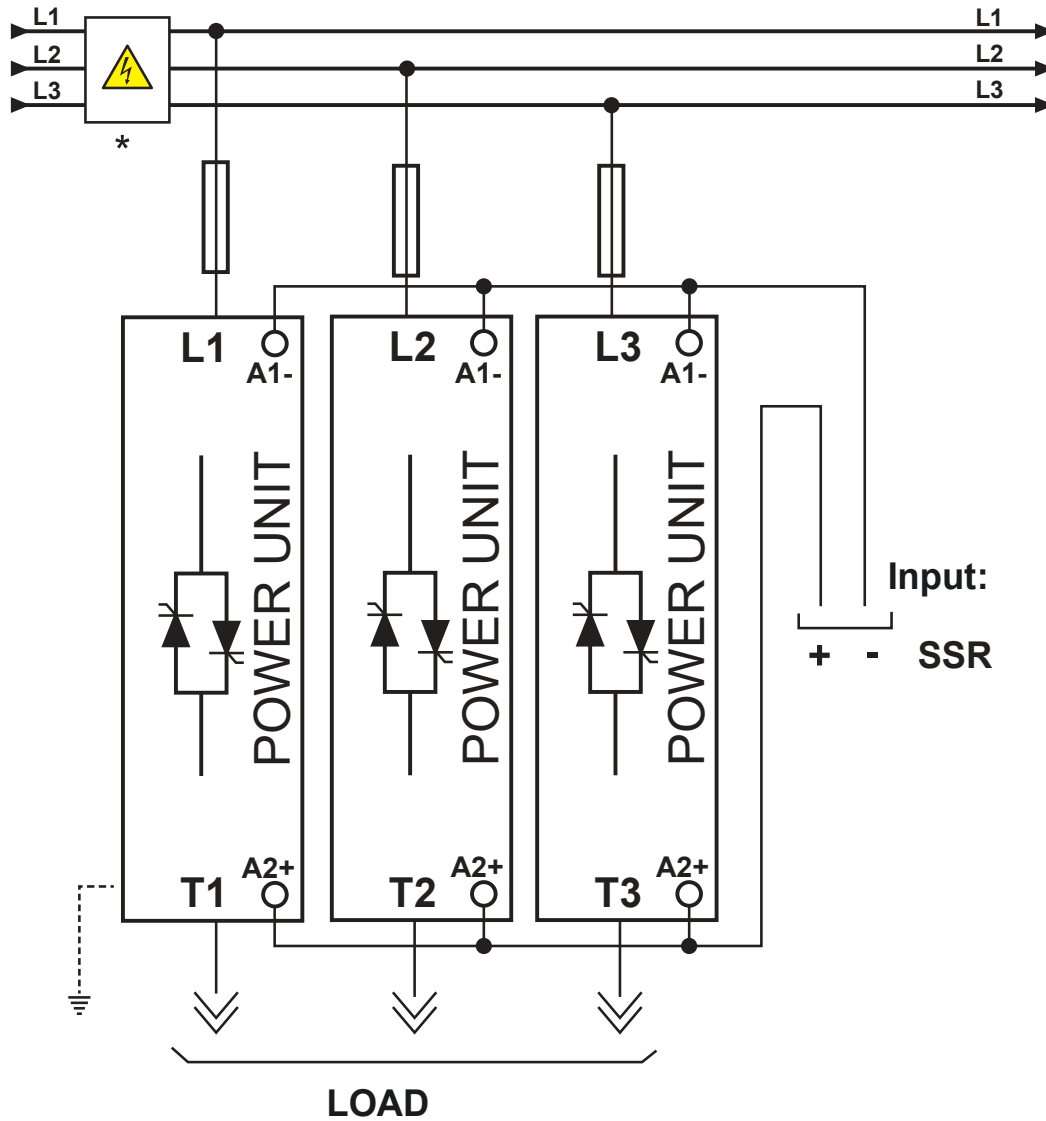 L1 L1
L2 L2
L3 L3
*
L1 A1- L2 A1- L3 A1-
POWER UNIT
POWER UNIT
POWER UNIT
Input:
+ - SSR
T1 A2+ T2 A2+ T3 A2+
LOAD